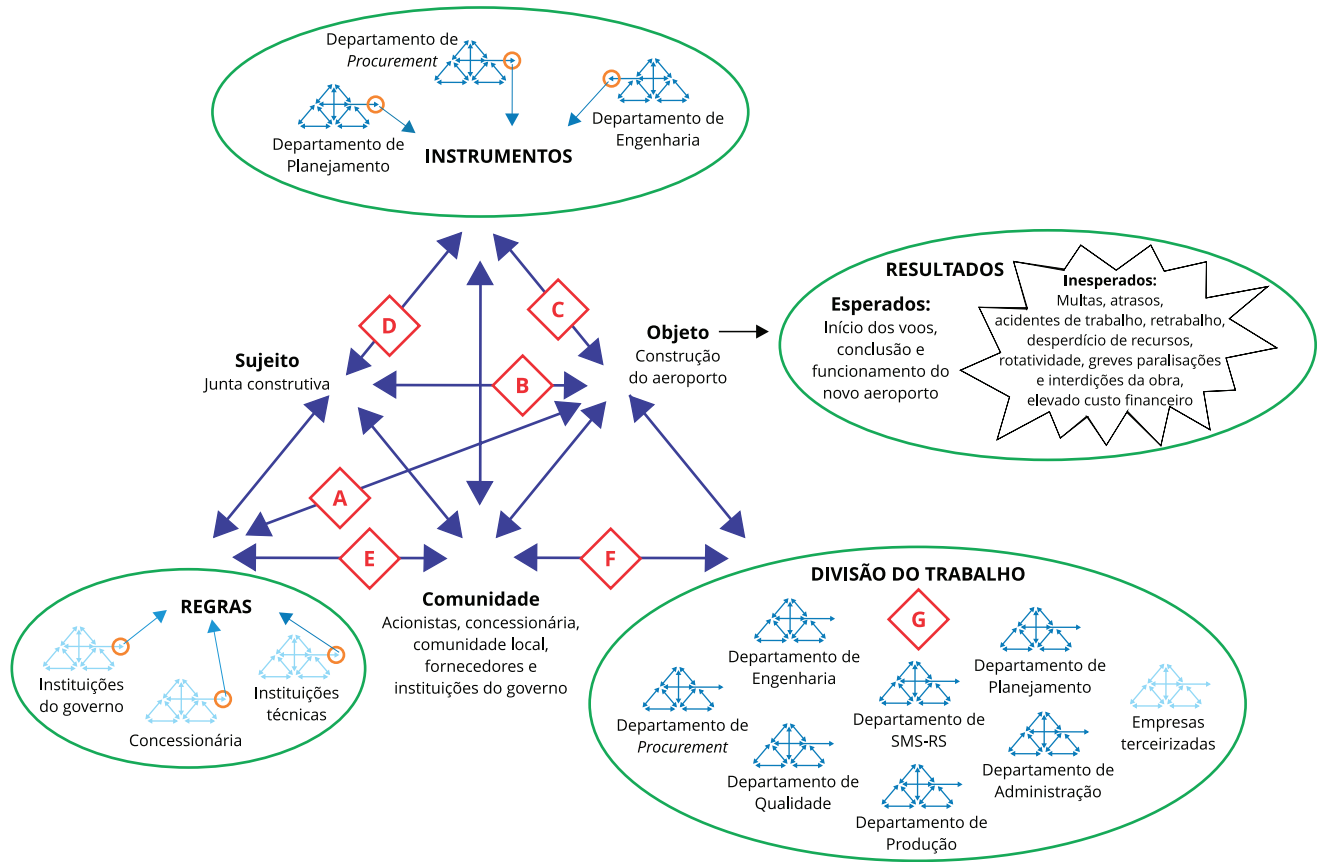 Departamento de
Procurement
Departamento de
Planejamento
Departamento de
Engenharia
INSTRUMENTOS
D
C
Sujeito
Junta construtiva
B
Objeto
Construção
do aeroporto
RESULTADOS
Esperados:
Início dos voos,
conclusão e
funcionamento do
novo aeroporto
Inesperados:
Multas, atrasos,
acidentes de trabalho, retrabalho,
desperdício de recursos,
rotatividade, greves paralisações
e interdições da obra,
elevado custo financeiro
A
E
F
REGRAS
Instituições
do governo
Concessionária
Instituições
técnicas
Comunidade
Acionistas, concessionária,
comunidade local,
fornecedores e
instituições do governo
DIVISÃO DO TRABALHO
G
Departamento de
Engenharia
Departamento de
Planejamento
Departamento de
Procurement
Departamento de
SMS-RS
Empresas
terceirizadas
Departamento de
Qualidade
Departamento de
Administração
Departamento de
Produção